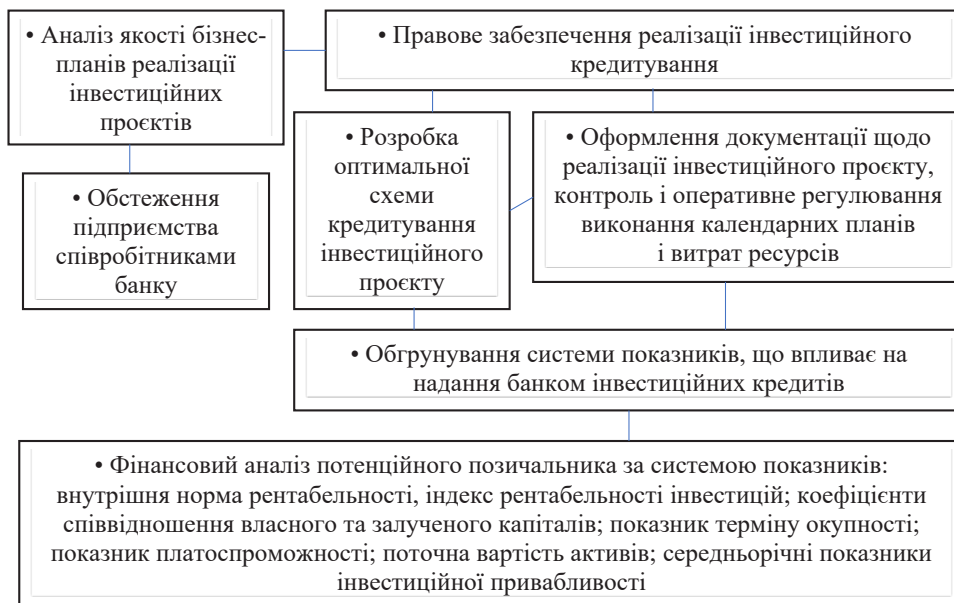 • Аналіз якості бізнес-
планів реалізації
інвестиційних
проєктів
• Правове забезпечення реалізації інвестиційного
кредитування
• Обстеження
підприємства
співробітниками
банку
• Розробка
оптимальної
схеми
кредитування
інвестиційного
проєкту
• Оформлення документації щодо
реалізації інвестиційного проєкту,
контроль і оперативне регулювання
виконання календарних планів
і витрат ресурсів
• Обгрунування системи показників, що впливає на
надання банком інвестиційних кредитів
• Фінансовий аналіз потенційного позичальника за системою показників:
внутрішня норма рентабельності, індекс рентабельності інвестицій; коефіцієнти
співвідношення власного та залученого капіталів; показник терміну окупності;
показник платоспроможності; поточна вартість активів; середньорічні показники
інвестиційної привабливості